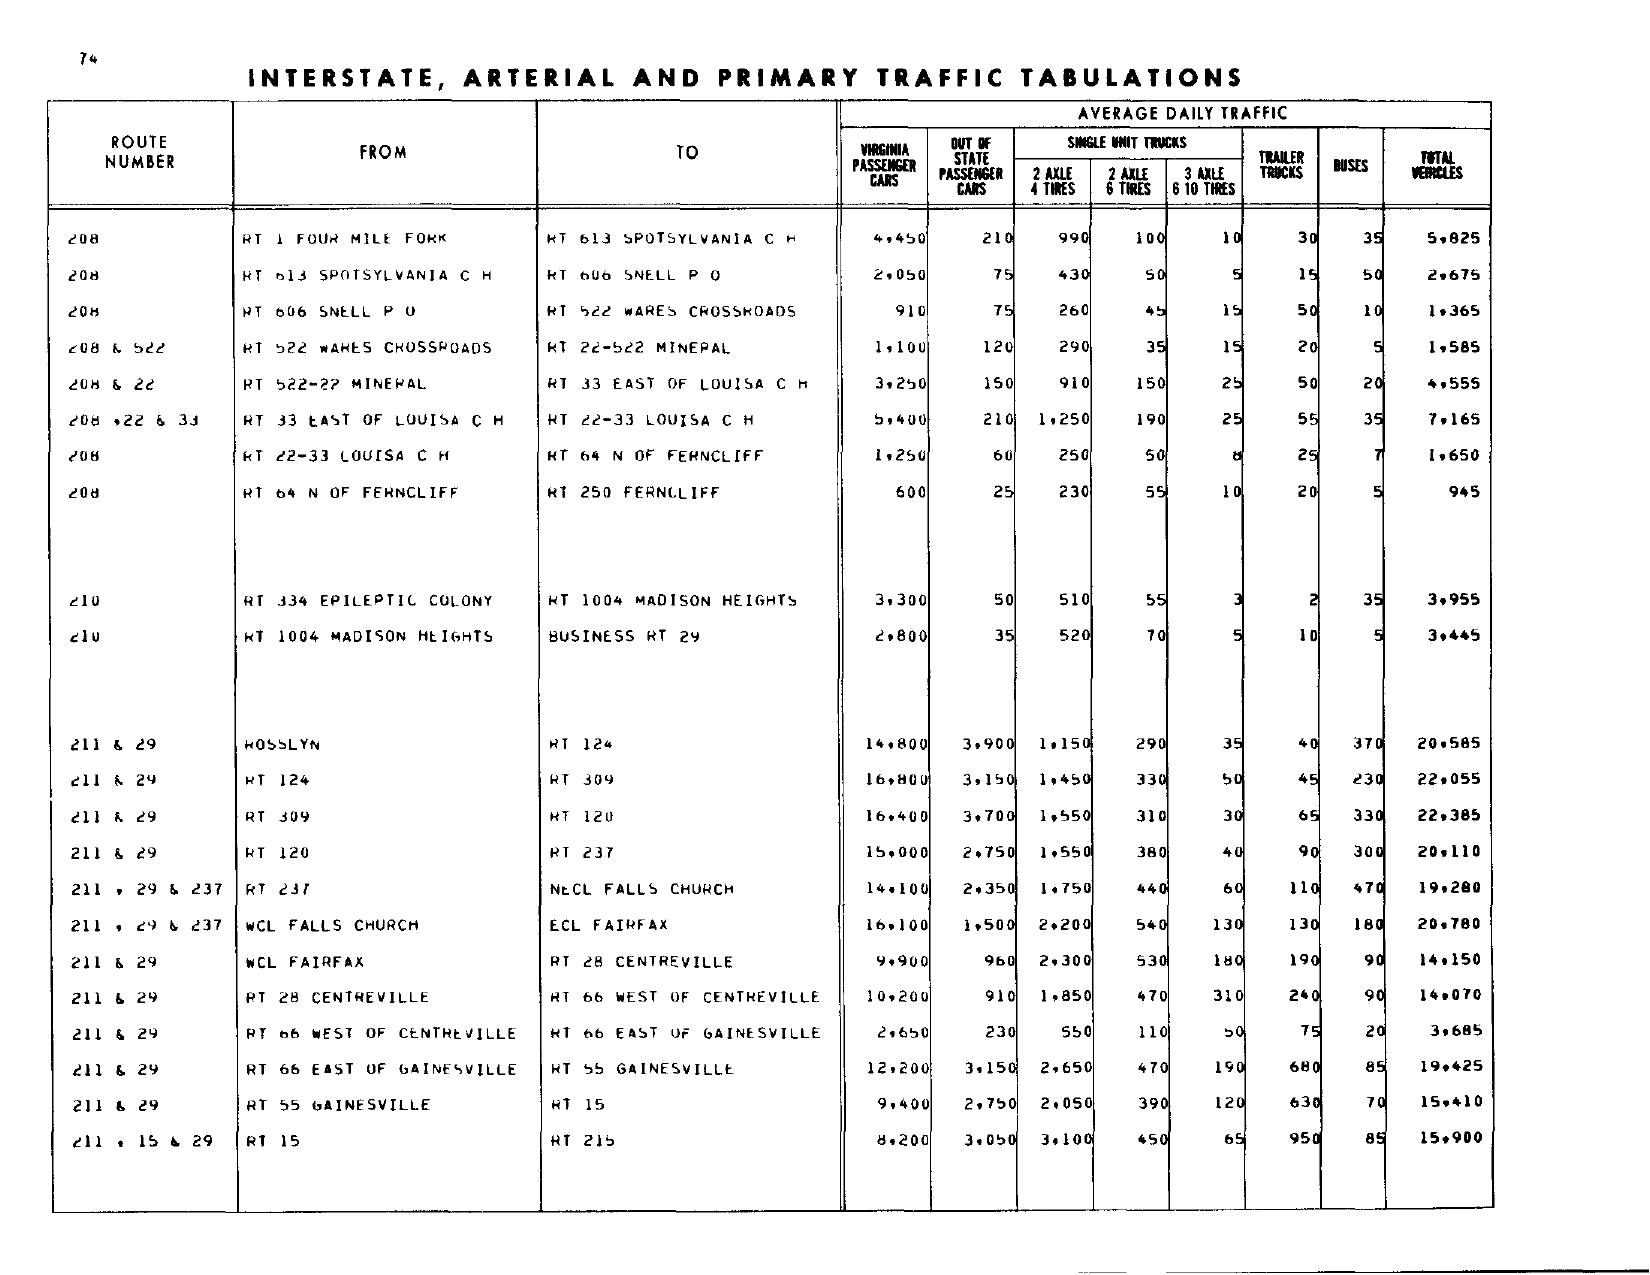 74
INTERSTATE, ARTERIAL AND PRIMARY TRAFFIC TABULATIONS
ROUTE NUMBER FROM TO AVERAGE DAILY TRAFFIC
VIRGINIA PASSENGER CARS OUT OF STATE PASSENGER CARS SINGLE UNIT TRUCKS 2 AXLE 4 TIRES 2 AXLE 6 TIRES 3 AXLE 6 10 TIRES TRAILER TRUCKS BUSES TOTAL VEHICLES
208 RT 1 FOUR MILE FORK RT 613 SPOTSYLVANIA C H 4,450 210 990 100 10 30 35 5,825
208 RT 613 SPOTSYLVANIA C H RT 606 SNELL P O 2,050 75 430 50 5 15 50 2,675
208 RT 606 SNELL P O RT 522 WARES CROSSROADS 910 75 260 45 15 50 10 1,365
208 & 522 RT 522 WARES CROSSROADS RT 22-522 MINERAL 1,100 120 290 35 15 20 5 1,585
208 & 22 RT 522-22 MINERAL RT 33 EAST OF LOUISA C H 3,250 150 910 150 25 50 20 4,555
208 ,22 & 33 RT 33 EAST OF LOUISA C H RT 22-33 LOUISA C H 5,400 210 1,250 190 25 55 35 7,165
208 RT 22-33 LOUISA C H RT 64 N OF FERNCLIFF 1,250 60 250 50 8 25 7 1,650
208 RT 64 N OF FERNCLIFF RT 250 FERNCLIFF 600 25 230 55 10 20 5 945
210 RT 334 EPILEPTIC COLONY RT 1004 MADISON HEIGHTS 3,300 50 510 55 3 2 35 3,955
210 RT 1004 MADISON HEIGHTS BUSINESS RT 29 2,800 35 520 70 5 10 5 3,445
211 & 29 ROSSLYN RT 124 14,800 3,900 1,150 290 35 40 370 20,585
211 & 29 RT 124 RT 309 16,800 3,150 1,450 330 50 45 230 22,055
211 & 29 RT 309 RT 120 16,400 3,700 1,550 310 30 65 330 22,385
211 & 29 RT 120 RT 237 15,000 2,750 1,550 380 40 90 300 20,110
211 , 29 & 237 RT 237 NECL FALLS CHURCH 14,100 2,350 1,750 440 60 110 470 19,280
211 , 29 & 237 WCL FALLS CHURCH ECL FAIRFAX 16,100 1,500 2,200 540 130 130 180 20,780
211 & 29 WCL FAIRFAX RT 28 CENTREVILLE 9,900 960 2,300 530 180 190 90 14,150
211 & 29 RT 28 CENTREVILLE RT 66 WEST OF CENTREVILLE 10,200 910 1,850 470 310 240 90 14,070
211 & 29 RT 66 WEST OF CENTREVILLE RT 66 EAST OF GAINESVILLE 2,650 230 550 110 50 75 20 3,685
211 & 29 RT 66 EAST OF GAINESVILLE RT 55 GAINESVILLE 12,200 3,150 2,650 470 190 680 85 19,425
211 & 29 RT 55 GAINESVILLE RT 15 9,400 2,750 2,050 390 120 630 70 15,410
211 , 15 & 29 RT 15 RT 215 8,200 3,050 3,100 450 65 950 85 15,900